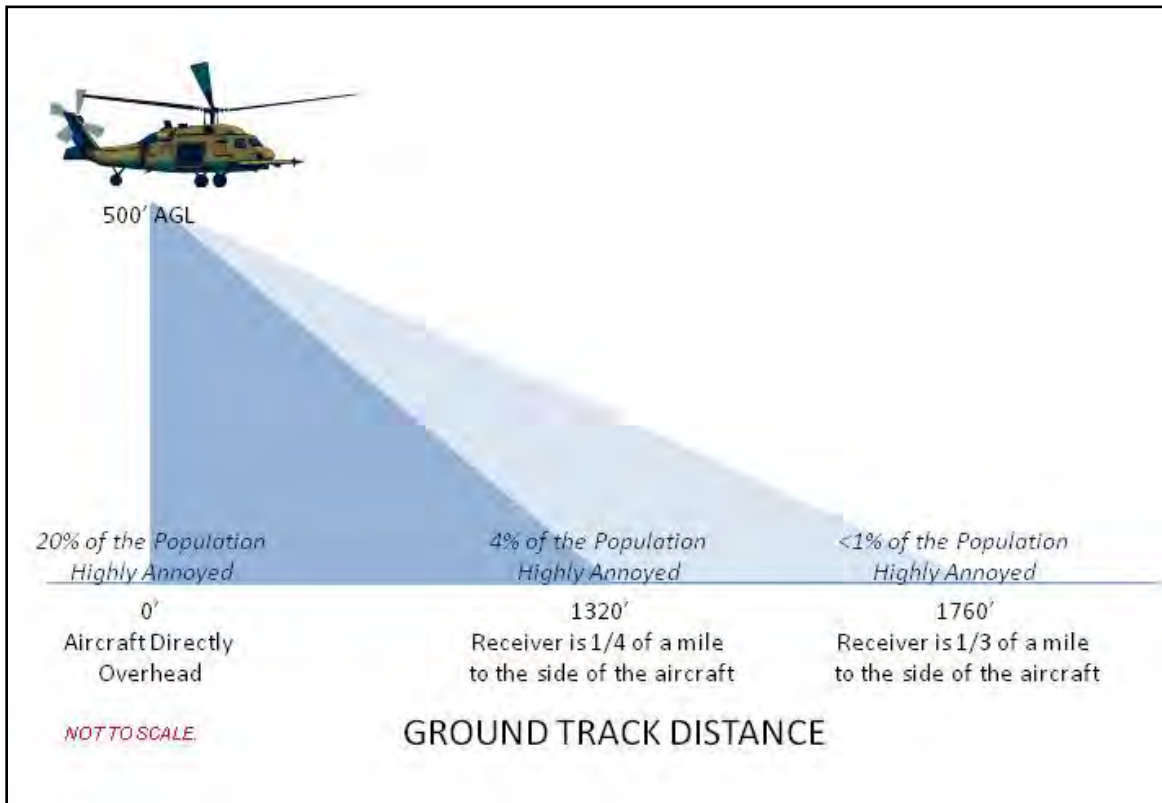 500' AGL
20% of the Population
Highly Annoyed
4% of the Population
Highly Annoyed
<1% of the Population
Highly Annoyed
0'
Aircraft Directly
Overhead
1320'
Receiver is 1/4 of a mile
to the side of the aircraft
1760'
Receiver is 1/3 of a mile
to the side of the aircraft
NOT TO SCALE.
GROUND TRACK DISTANCE